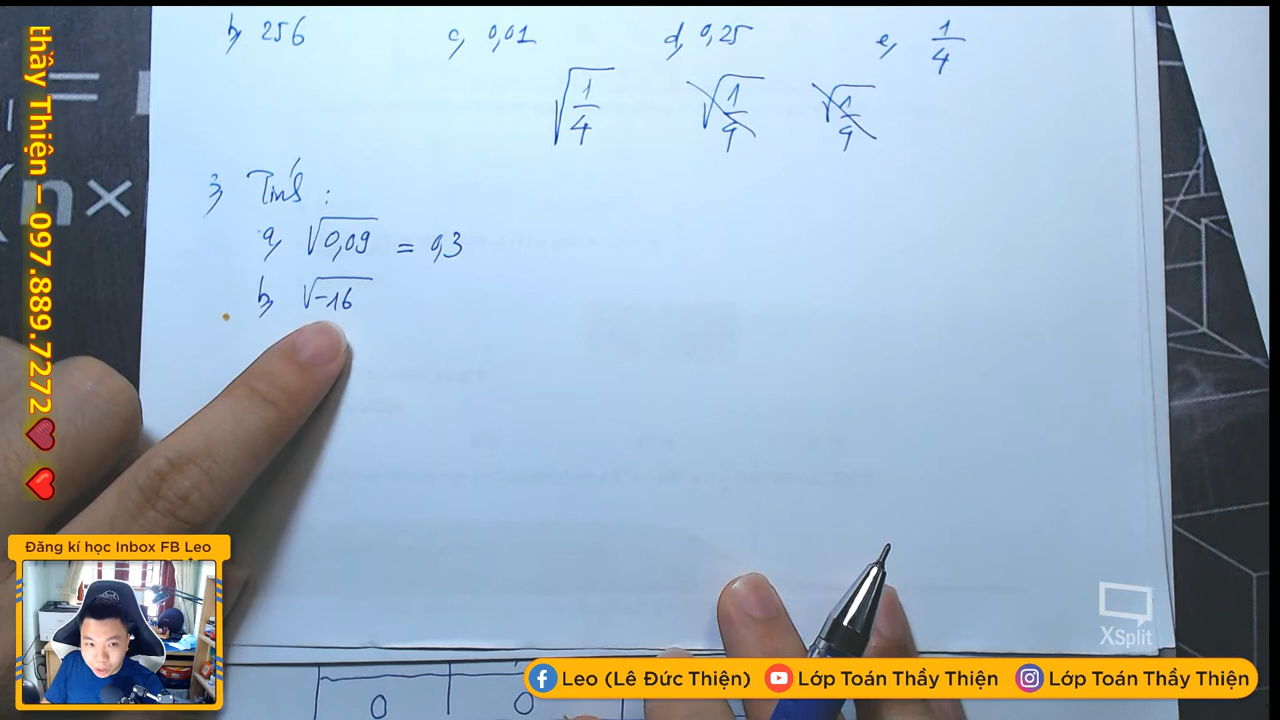 b, 256 c, 0,01 d, 0,25 e, 1/4
√1/4 √1/9 √1/9
3, Tính :
a, √0,09 = 0,3
b, √-16
thầy Thiện – 097.889.7272
Đăng kí học Inbox FB Leo
XSplit
Leo (Lê Đức Thiện) Lớp Toán Thầy Thiện Lớp Toán Thầy Thiện
0 0